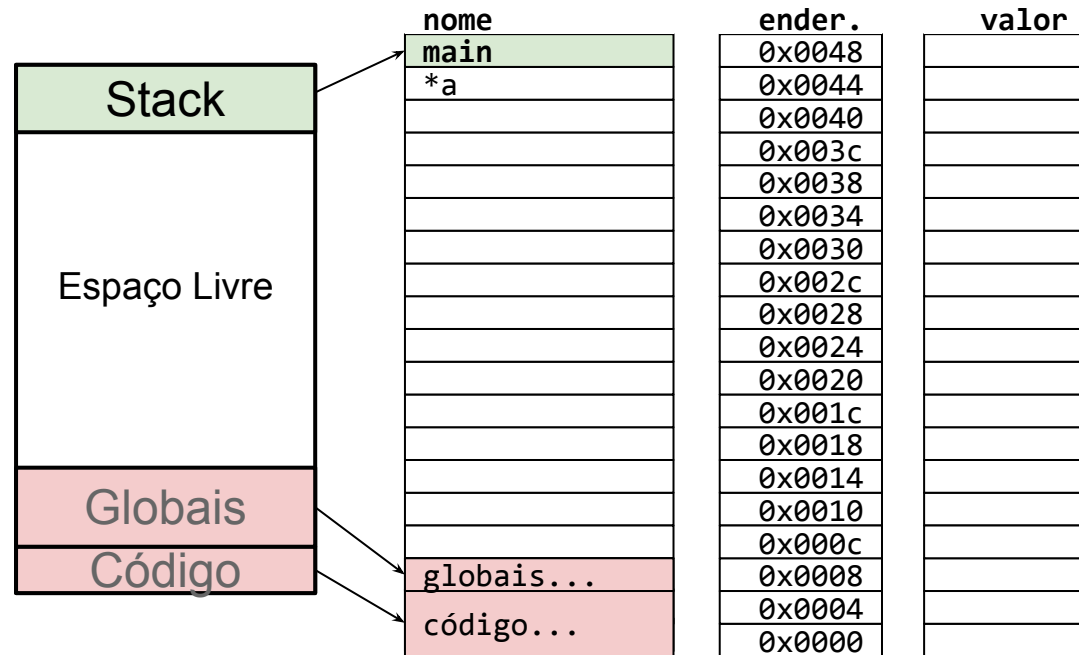 nome ender. valor
main 0x0048
*a 0x0044
0x0040
0x003c
0x0038
0x0034
0x0030
0x002c
0x0028
0x0024
0x0020
0x001c
0x0018
0x0014
0x0010
0x000c
globais... 0x0008
código... 0x0004
0x0000
Stack
Espaço Livre
Globais
Código